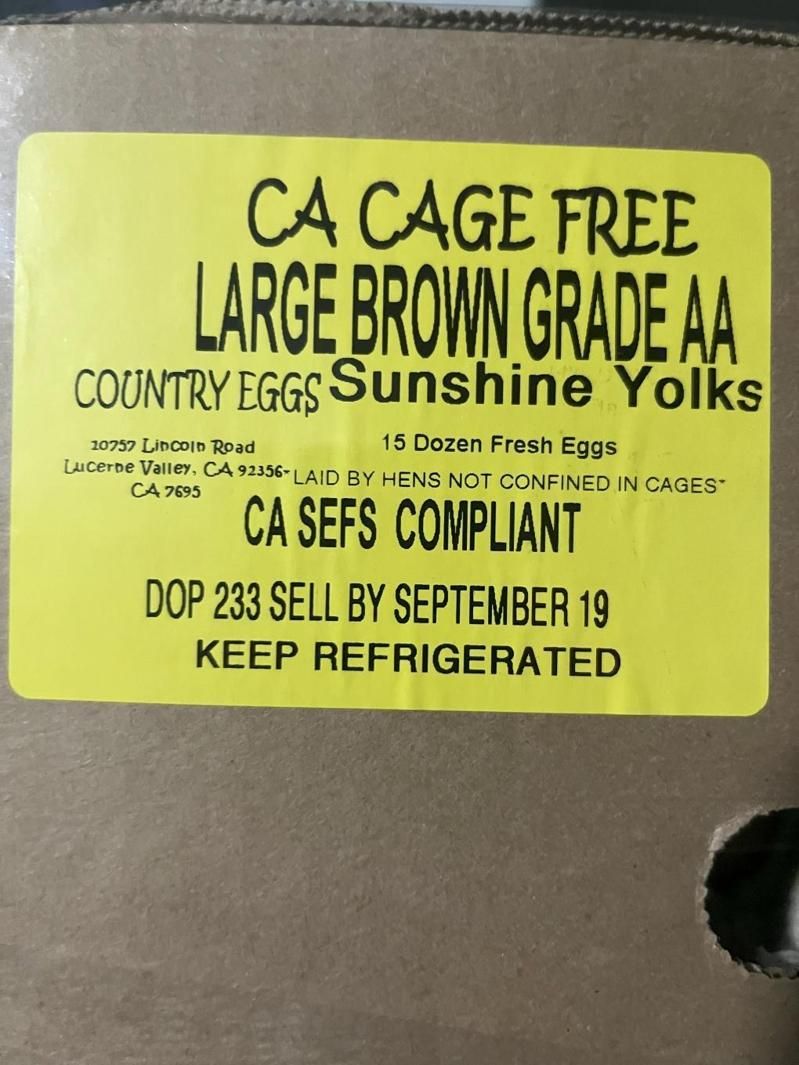 CA CAGE FREE
LARGE BROWN GRADE AA
COUNTRY EGGS Sunshine Yolks
10757 Lincoln Road
15 Dozen Fresh Eggs
Lucerne Valley, CA 92356-
LAID BY HENS NOT CONFINED IN CAGES"
CA 7695
CA SEFS COMPLIANT
DOP 233 SELL BY SEPTEMBER 19
KEEP REFRIGERATED